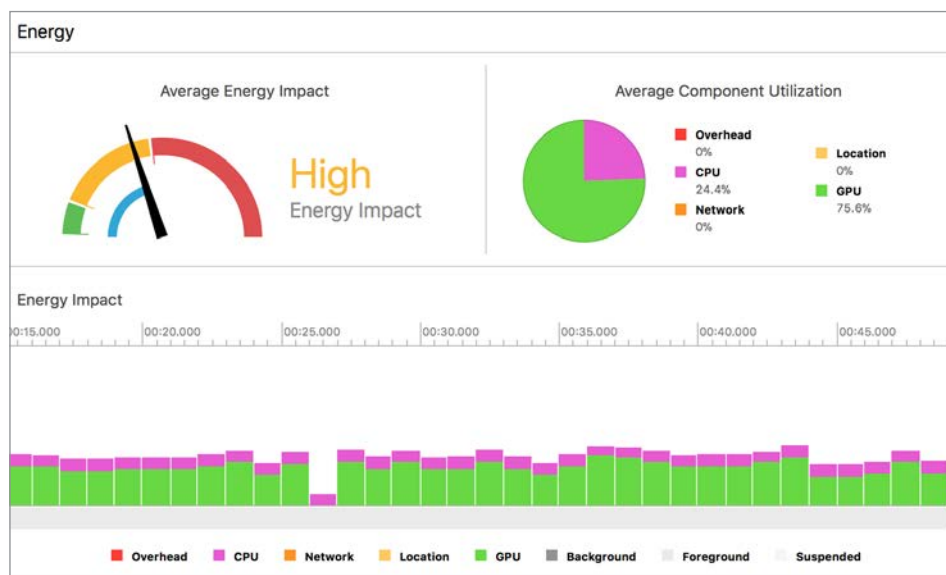 Energy
Average Energy Impact
High
Energy Impact
Average Component Utilization
Overhead
0%
CPU
24.4%
Network
0%
Location
0%
GPU
75.6%
Energy Impact
00:15.000 00:20.000 00:25.000 00:30.000 00:35.000 00:40.000 00:45.000
Overhead CPU Network Location GPU Background Foreground Suspended